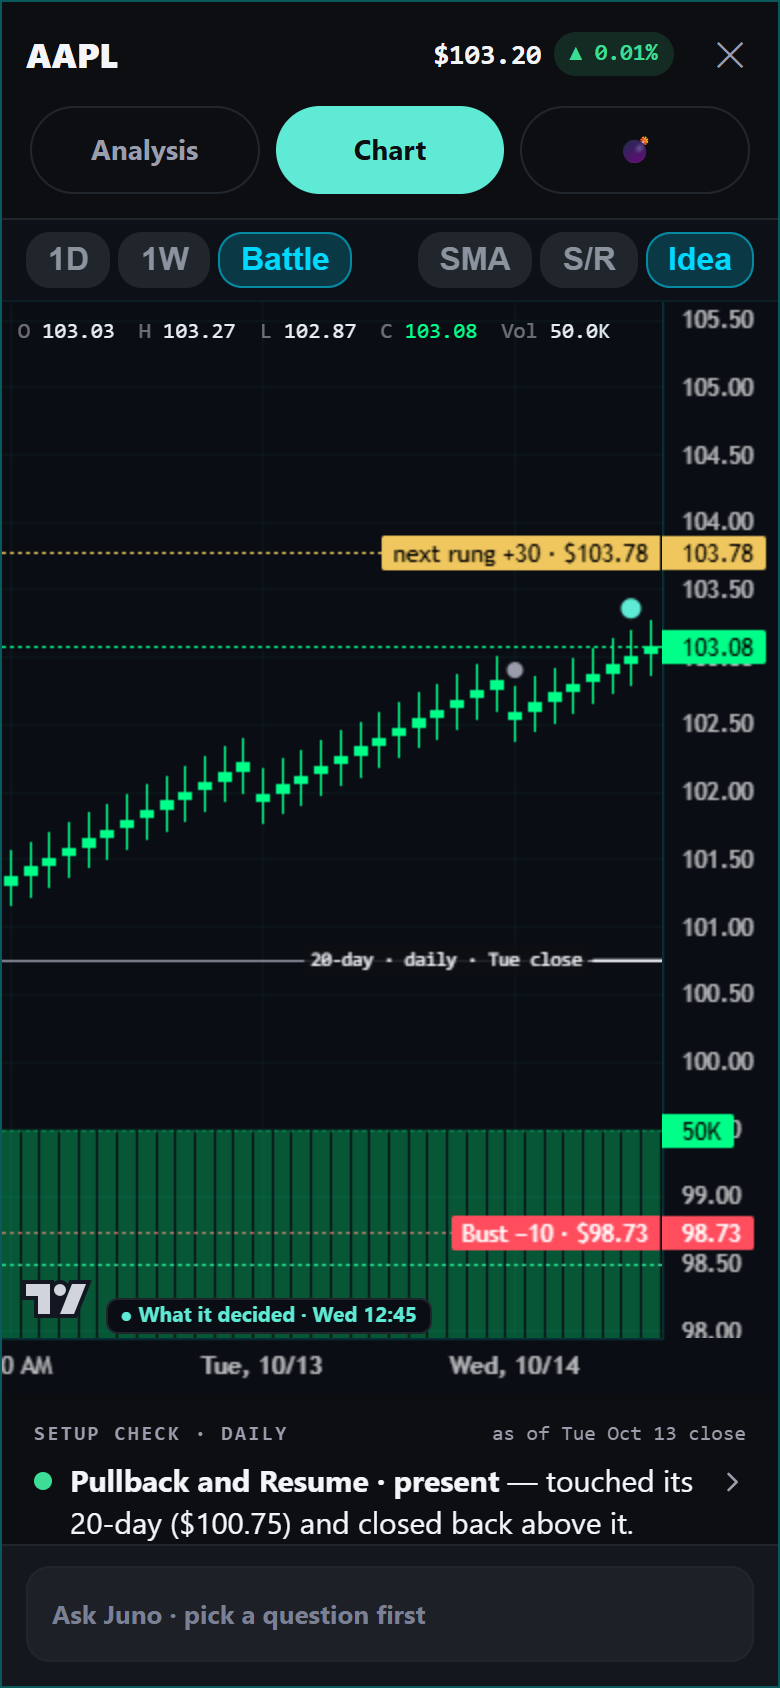 AAPL $103.20 ▲ 0.01%
Analysis Chart
1D 1W Battle SMA S/R Idea
O 103.03 H 103.27 L 102.87 C 103.08 Vol 50.0K
105.50
105.00
104.50
104.00
next rung +30 · $103.78 103.78
103.50
103.08
102.50
102.00
101.50
101.00
20-day · daily · Tue close
100.50
100.00
50K
99.00
Bust −10 · $98.73 98.73
98.50
What it decided · Wed 12:45
98.00
0 AM Tue, 10/13 Wed, 10/14
SETUP CHECK · DAILY as of Tue Oct 13 close
Pullback and Resume · present — touched its
20-day ($100.75) and closed back above it.
Ask Juno · pick a question first